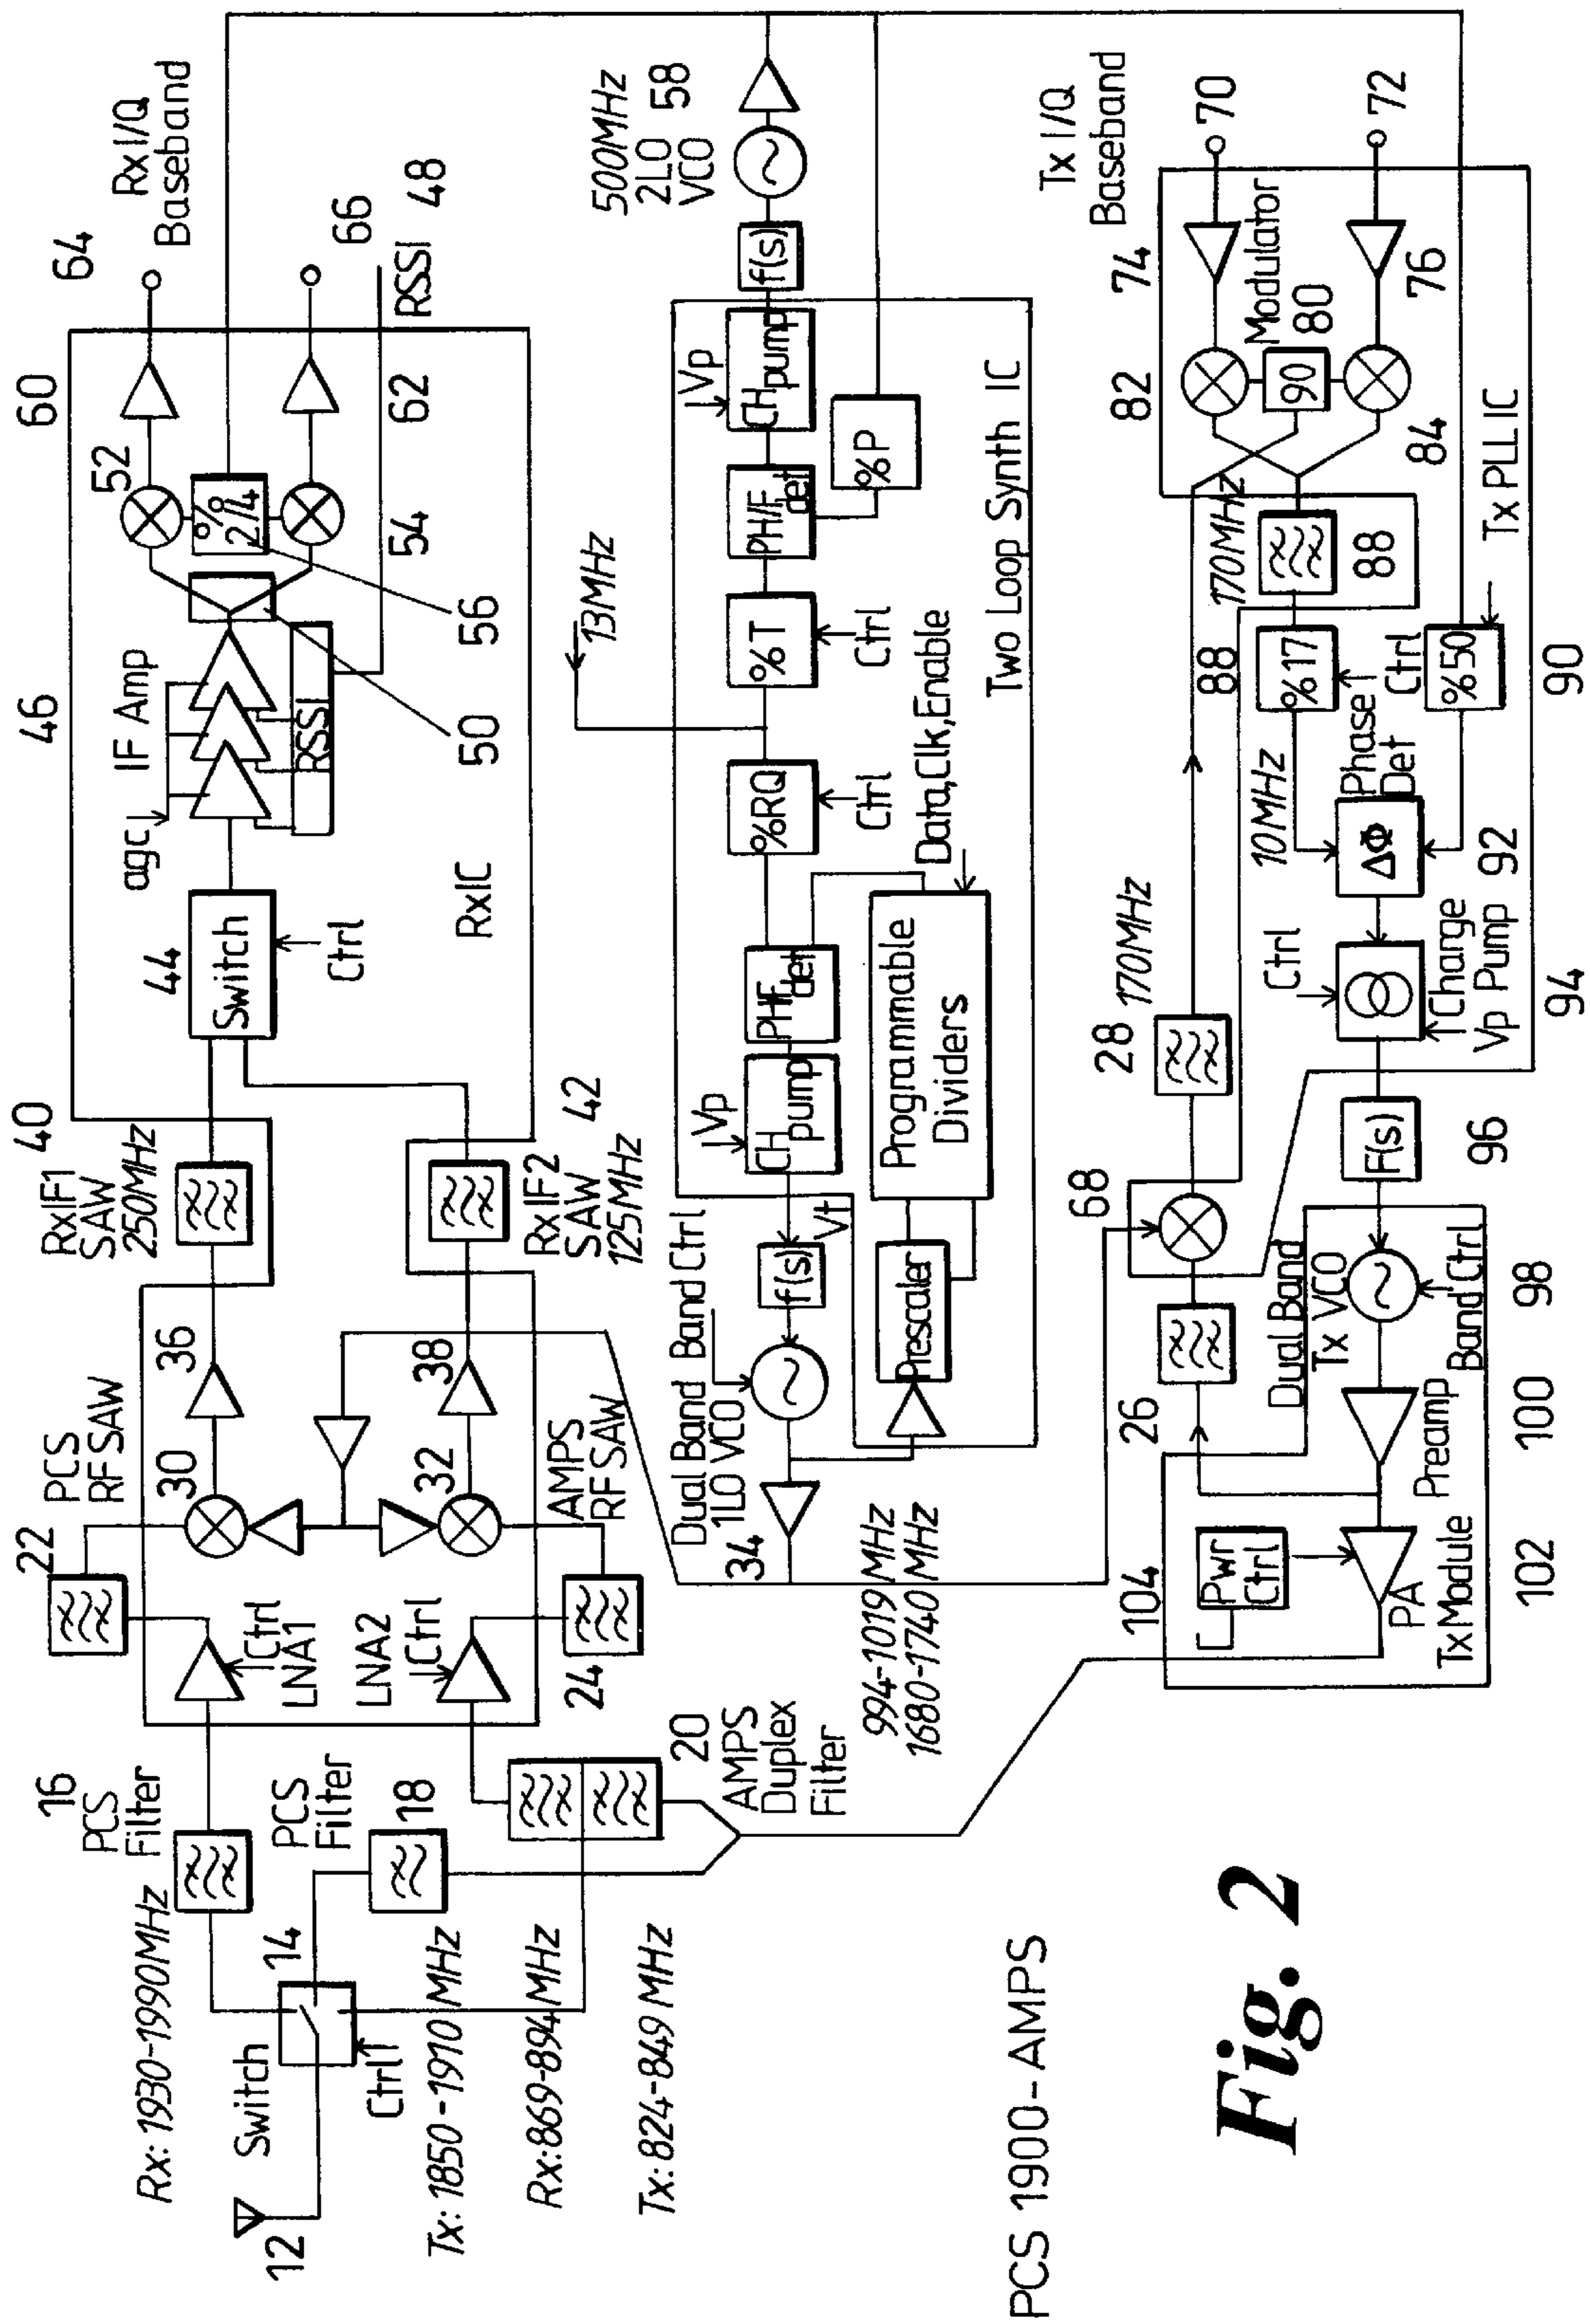 Rx I/Q
Baseband
64
66
48
RSSI
60
52
%
2/4
62
54
56
50
46
IF Amp
agc
RSSI
RxIC
44
Switch
Ctrl
40
RxIF1
SAW
250MHz
42
RxIF2
SAW
125MHz
36
38
PCS
RF SAW
30
32
AMPS
RF SAW
22
24
Ctrl
LNA1
LNA2
Ctrl
16
PCS
Filter
PCS
Filter
18
20
AMPS
Duplex
Filter
Rx: 1930-1990MHz
14
Switch
Ctrl
Tx: 1850-1910 MHz
Rx:869-894MHz
Tx: 824-849 MHz
12
500MHz
2LO
VCO
58
f(s)
Vp
CH
pump
%P
PH/F
det
13MHz
%T
Ctrl
Two Loop Synth IC
%RQ
Ctrl
Data,Clk,Enable
PH/F
det
Programmable
Dividers
Vp
CH
pump
Vt
f(s)
Prescaler
Dual Band Ctrl
Dual Band
1LO VCO
34
994-1019 MHz
1680-1740 MHz
Tx I/Q
Baseband
70
72
74
76
Modulator
80
82
90
84
170MHz
88
Tx PLL IC
88
%17
Ctrl
%50
90
10MHz
Phase
Det
ΔΦ
92
Ctrl
Charge
Vp Pump
94
170MHz
28
68
F(s)
96
Dual Band
Tx VCO
Band Ctrl
98
26
Preamp
100
104
Pwr
Ctrl
PA
Tx Module
102
PCS 1900-AMPS
Fig. 2